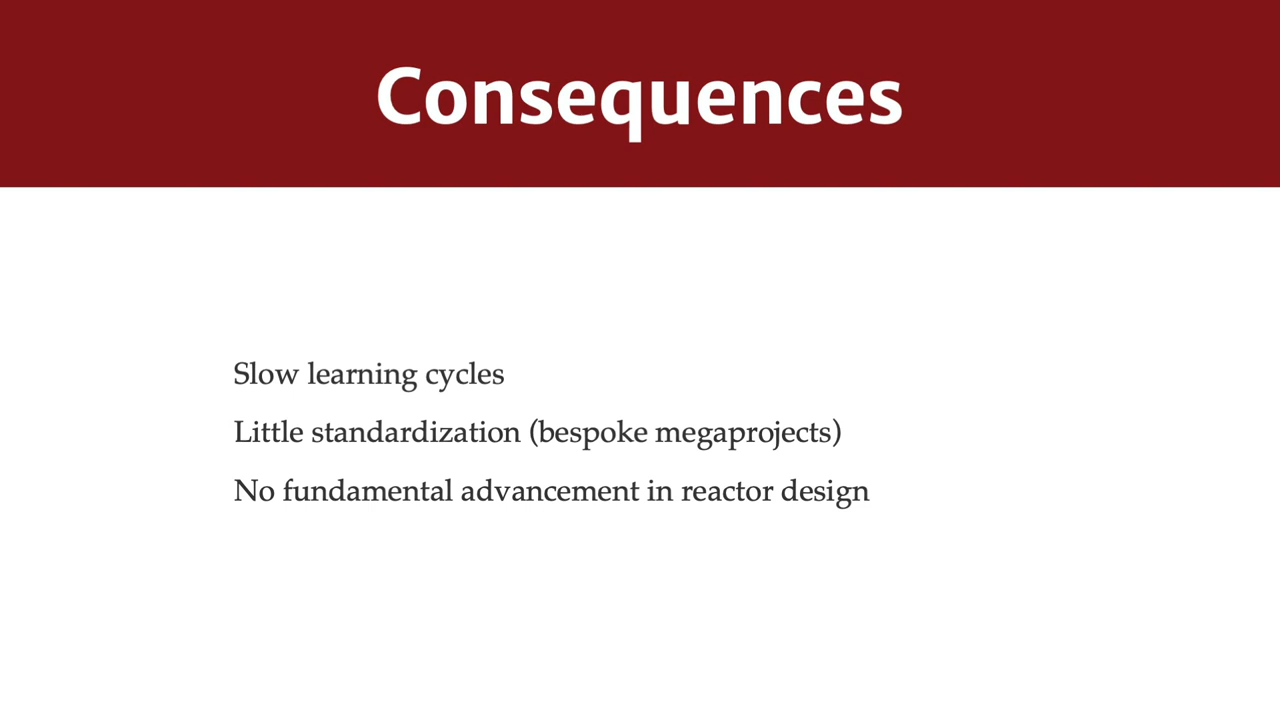 Consequences
Slow learning cycles
Little standardization (bespoke megaprojects)
No fundamental advancement in reactor design